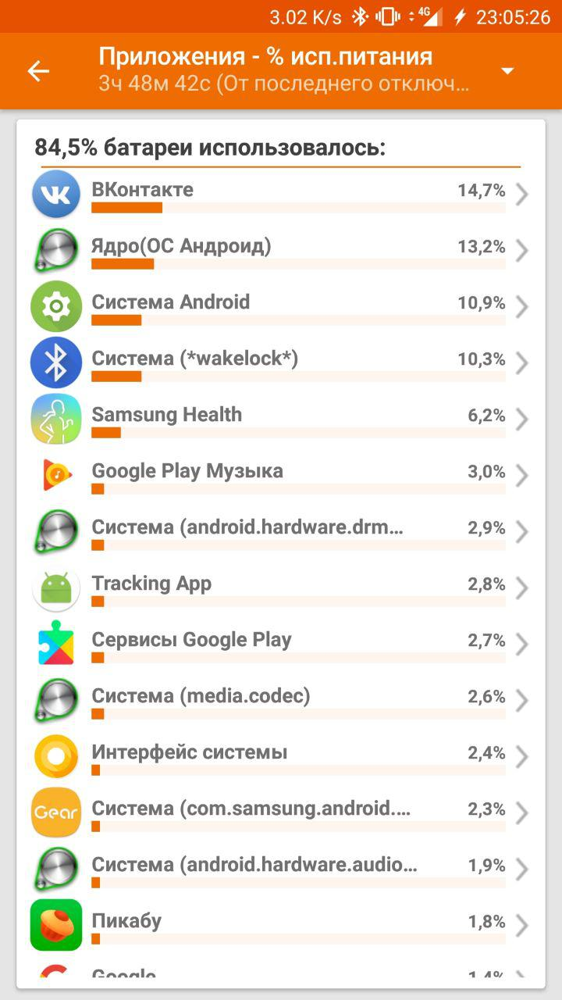 3.02 K/s 4G 23:05:26
Приложения - % исп.питания
3ч 48м 42с (От последнего отключ...
84,5% батареи использовалось:
ВКонтакте 14,7%
Ядро(ОС Андроид) 13,2%
Система Android 10,9%
Система (*wakelock*) 10,3%
Samsung Health 6,2%
Google Play Музыка 3,0%
Система (android.hardware.drm... 2,9%
Tracking App 2,8%
Сервисы Google Play 2,7%
Система (media.codec) 2,6%
Интерфейс системы 2,4%
Gear Система (com.samsung.android.... 2,3%
Система (android.hardware.audio... 1,9%
Пикабу 1,8%
Google 1,4%